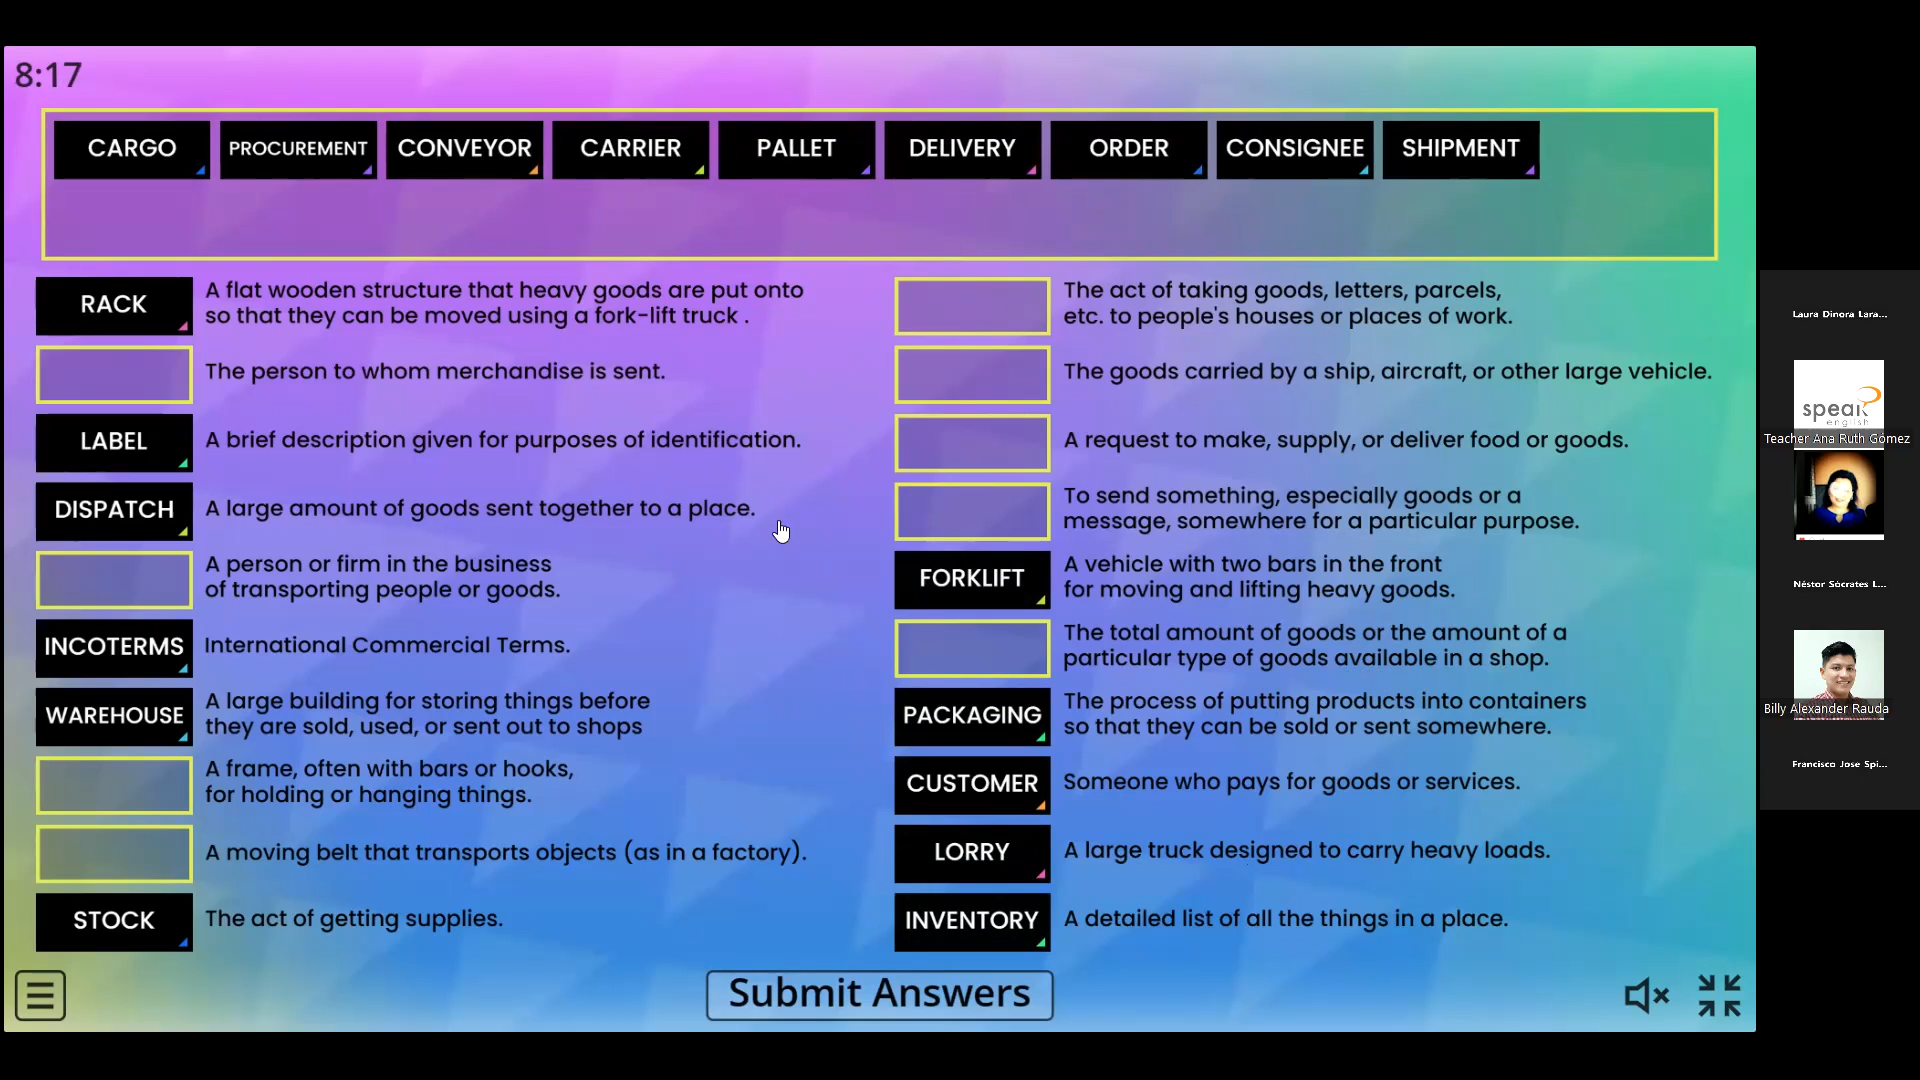 8:17
CARGO PROCUREMENT CONVEYOR CARRIER PALLET DELIVERY ORDER CONSIGNEE SHIPMENT
RACK
A flat wooden structure that heavy goods are put onto
so that they can be moved using a fork-lift truck .
The person to whom merchandise is sent.
LABEL
A brief description given for purposes of identification.
DISPATCH
A large amount of goods sent together to a place.
A person or firm in the business
of transporting people or goods.
INCOTERMS
International Commercial Terms.
WAREHOUSE
A large building for storing things before
they are sold, used, or sent out to shops
A frame, often with bars or hooks,
for holding or hanging things.
A moving belt that transports objects (as in a factory).
STOCK
The act of getting supplies.
The act of taking goods, letters, parcels,
etc. to people's houses or places of work.
The goods carried by a ship, aircraft, or other large vehicle.
A request to make, supply, or deliver food or goods.
To send something, especially goods or a
message, somewhere for a particular purpose.
FORKLIFT
A vehicle with two bars in the front
for moving and lifting heavy goods.
The total amount of goods or the amount of a
particular type of goods available in a shop.
PACKAGING
The process of putting products into containers
so that they can be sold or sent somewhere.
CUSTOMER
Someone who pays for goods or services.
LORRY
A large truck designed to carry heavy loads.
INVENTORY
A detailed list of all the things in a place.
Submit Answers
Laura Dinora Lara...
speak
english
Teacher Ana Ruth Gómez
Néstor Sócrates L...
Billy Alexander Rauda
Francisco Jose Spi...